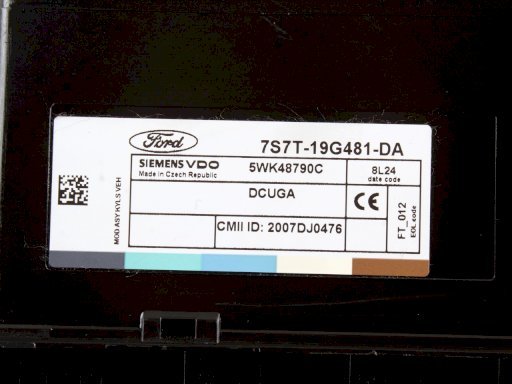 Ford
7S7T-19G481-DA
SIEMENS VDO
Made in Czech Republic
5WK48790C
8L24
date code
DCUGA
CE
CMII ID: 2007DJ0476
FT_012
EOL code
MOD ASY KYLS VEH